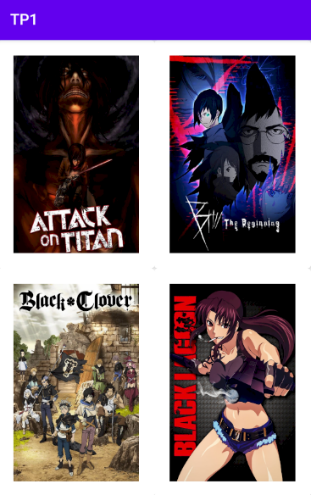 TP1
ATTACK
ON TITAN
B
The Beginning
Black Clover
BLACK LAGOON